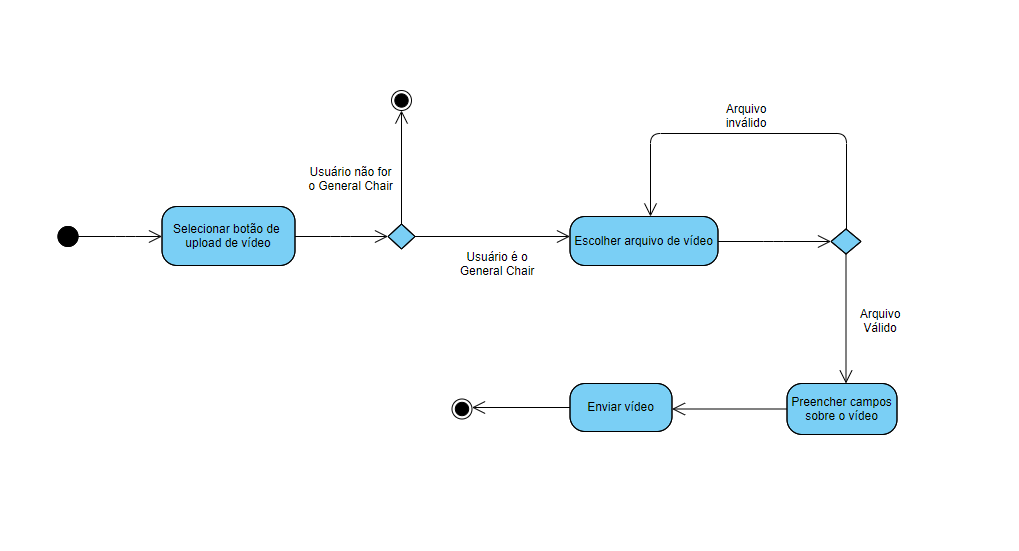 Arquivo
inválido
Usuário não for
o General Chair
Selecionar botão de
upload de vídeo
Escolher arquivo de vídeo
Usuário é o
General Chair
Arquivo
Válido
Enviar vídeo
Preencher campos
sobre o vídeo